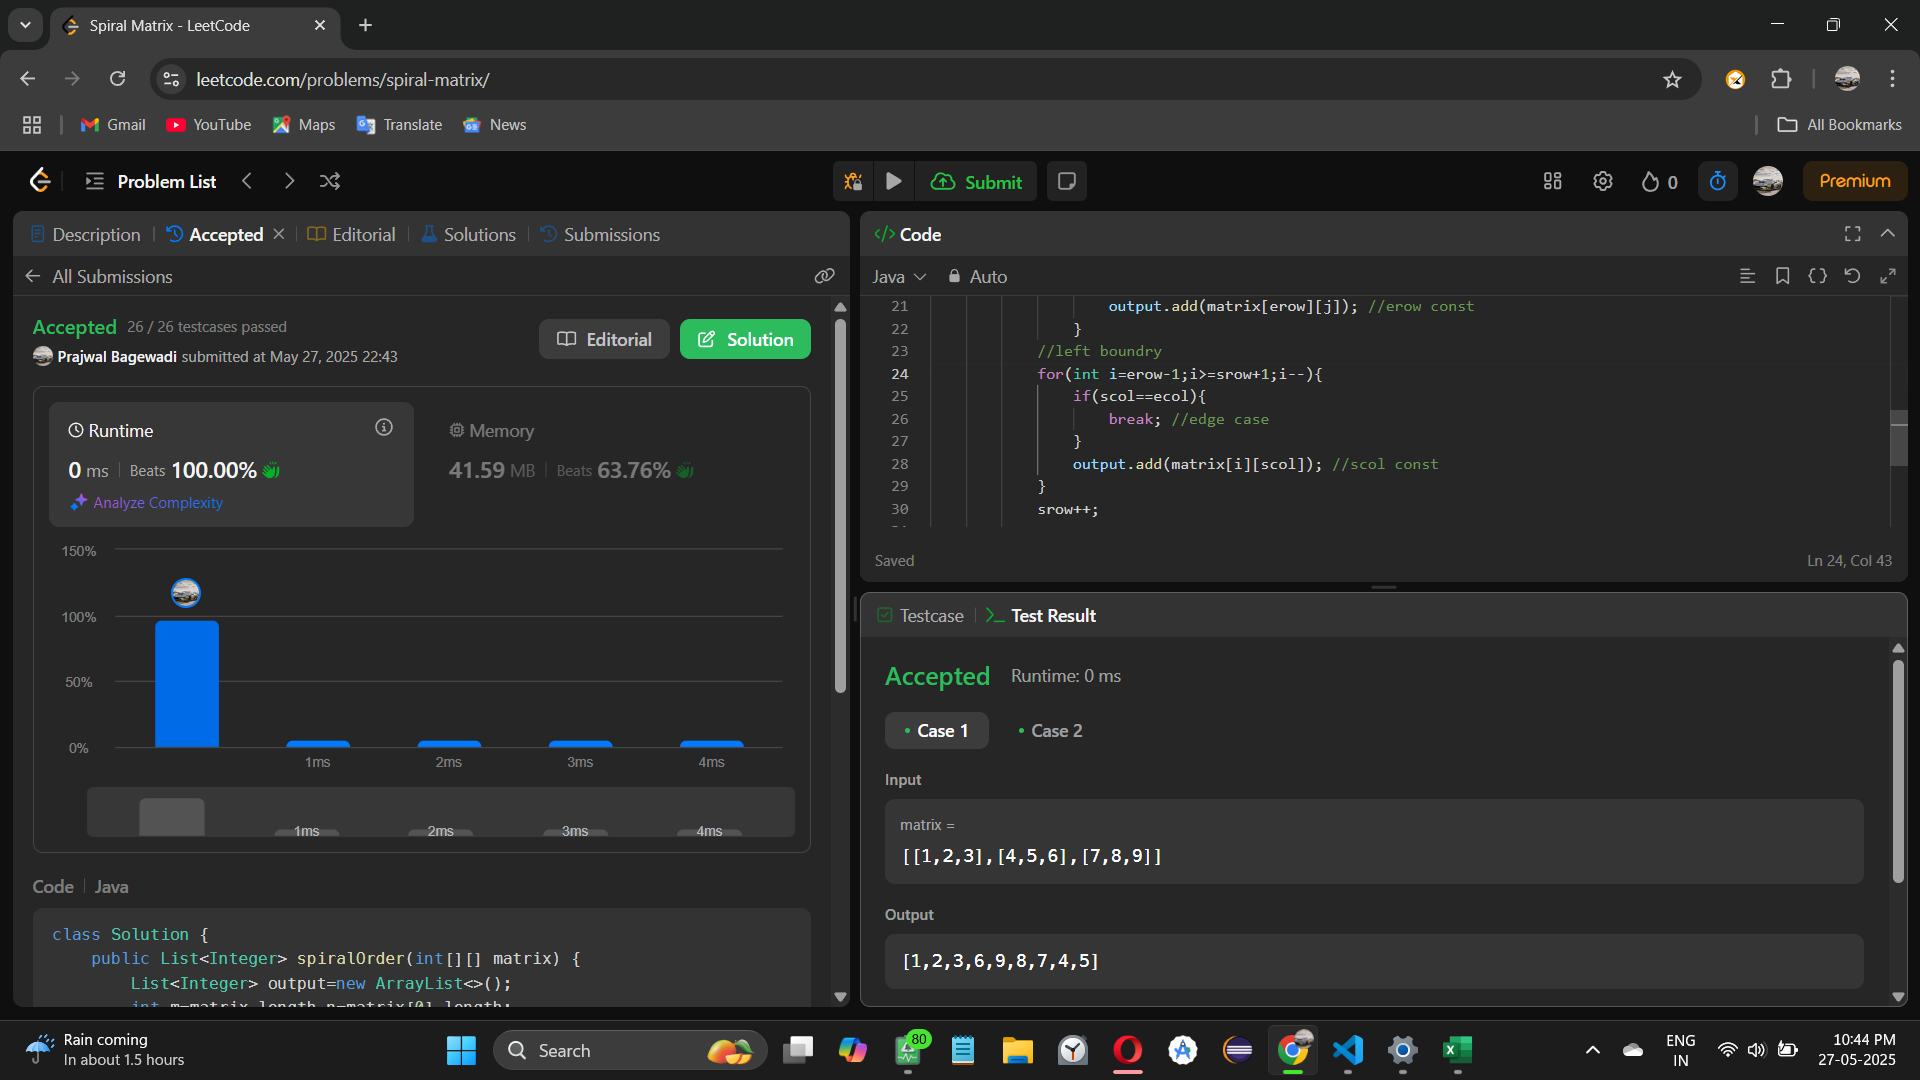 Spiral Matrix - LeetCode
leetcode.com/problems/spiral-matrix/
Gmail YouTube Maps Translate News All Bookmarks
Problem List Submit 0 Premium
Description Accepted Editorial Solutions Submissions
All Submissions
Accepted 26 / 26 testcases passed
Prajwal Bagewadi submitted at May 27, 2025 22:43
Editorial Solution
Runtime
0 ms Beats 100.00%
Analyze Complexity
Memory
41.59 MB Beats 63.76%
150%
100%
50%
0%
1ms 2ms 3ms 4ms
1ms 2ms 3ms 4ms
Code Java
class Solution {
public List<Integer> spiralOrder(int[][] matrix) {
List<Integer> output=new ArrayList<>();
int m=matrix.length,n=matrix[0].length;
</> Code
Java Auto
21 output.add(matrix[erow][j]); //erow const
22 }
23 //left boundry
24 for(int i=erow-1;i>=srow+1;i--){
25 if(scol==ecol){
26 break; //edge case
27 }
28 output.add(matrix[i][scol]); //scol const
29 }
30 srow++;
Saved Ln 24, Col 43
Testcase >_ Test Result
Accepted Runtime: 0 ms
Case 1 Case 2
Input
matrix =
[[1,2,3],[4,5,6],[7,8,9]]
Output
[1,2,3,6,9,8,7,4,5]
Rain coming
In about 1.5 hours
Search
80
ENG
IN
10:44 PM
27-05-2025